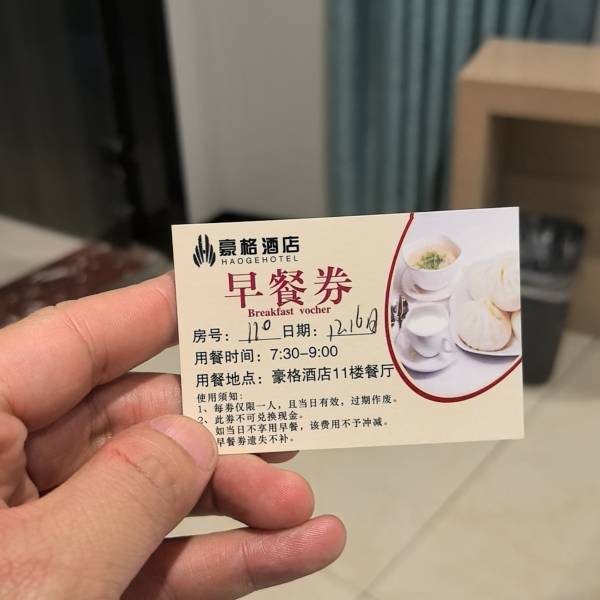 豪格酒店
HAOGEHOTEL
早餐券
Breakfast vocher
房号：110 日期：12.16日
用餐时间：7:30-9:00
用餐地点：豪格酒店11楼餐厅
使用须知：
1、每券仅限一人，且当日有效，过期作废。
2、此券不可兑换现金。
如当日不享用早餐，该费用不予冲减。
早餐券遗失不补。